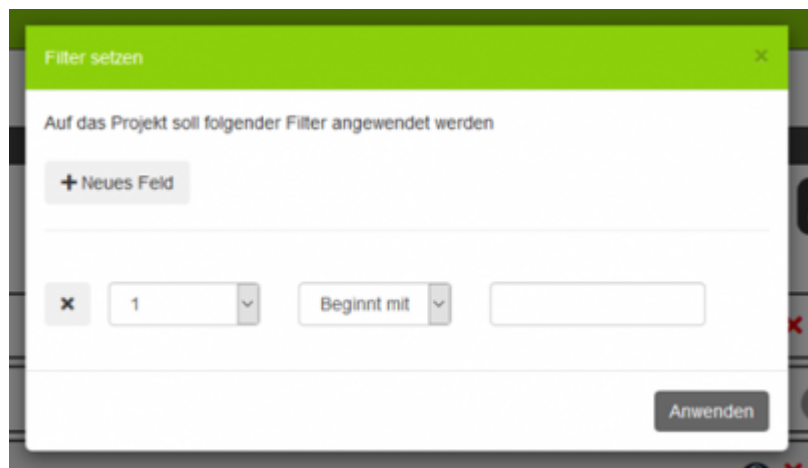 Filter setzen
Auf das Projekt soll folgender Filter angewendet werden
+ Neues Feld
1 Beginnt mit
Anwenden